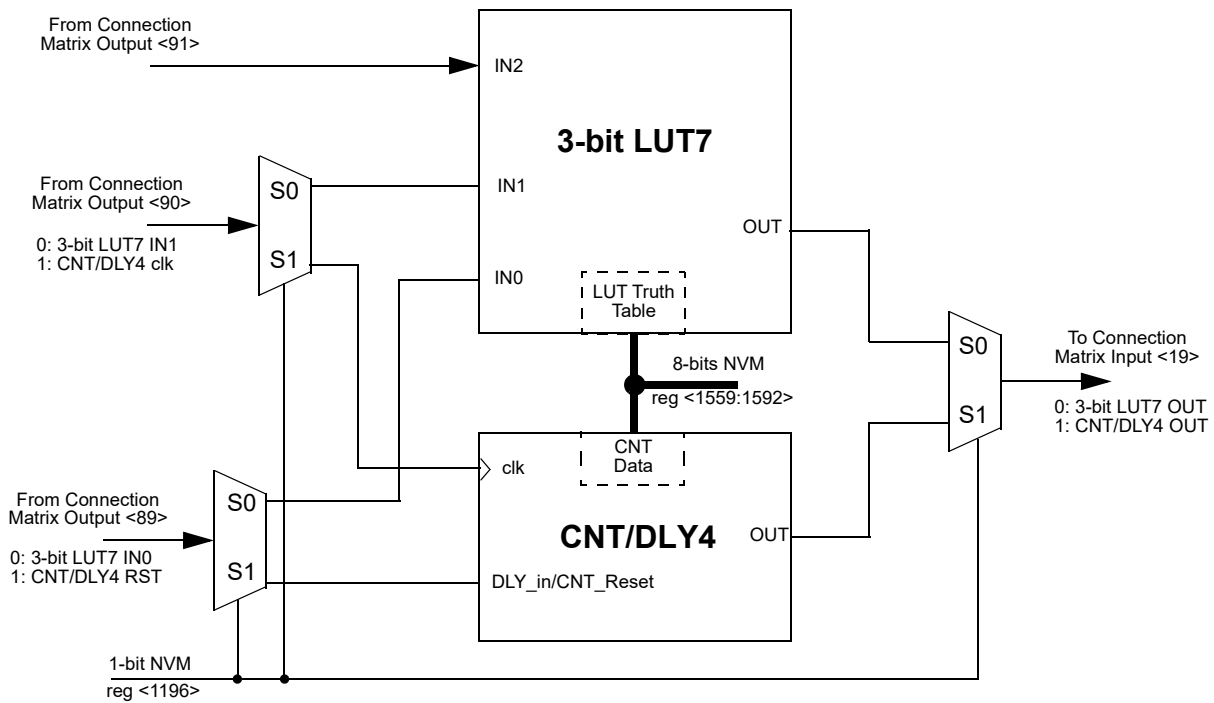 From Connection
Matrix Output <91>
IN2
3-bit LUT7
From Connection
Matrix Output <90>
S0
IN1
0: 3-bit LUT7 IN1
1: CNT/DLY4 clk
S1
OUT
IN0
LUT Truth
Table
S0
To Connection
Matrix Input <19>
8-bits NVM
reg <1559:1592>
S1
0: 3-bit LUT7 OUT
1: CNT/DLY4 OUT
CNT
Data
clk
From Connection
Matrix Output <89>
S0
CNT/DLY4
OUT
0: 3-bit LUT7 IN0
1: CNT/DLY4 RST
S1
DLY_in/CNT_Reset
1-bit NVM
reg <1196>